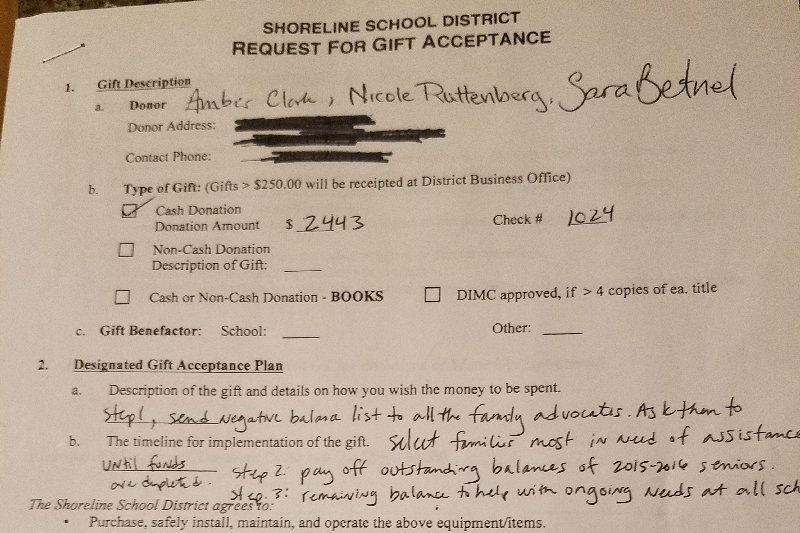 SHORELINE SCHOOL DISTRICT
REQUEST FOR GIFT ACCEPTANCE
1. Gift Description
a. Donor Amber Clark, Nicole Ruttenberg, Sara Betnel
Donor Address:
Contact Phone:
b. Type of Gift: (Gifts > $250.00 will be receipted at District Business Office)
Cash Donation
Donation Amount $ 2443 Check # 1024
Non-Cash Donation
Description of Gift:
Cash or Non-Cash Donation - BOOKS DIMC approved, if > 4 copies of ea. title
c. Gift Benefactor: School: Other:
2. Designated Gift Acceptance Plan
a. Description of the gift and details on how you wish the money to be spent.
Step 1, send negative balance list to all the family advocates. Ask them to
b. The timeline for implementation of the gift. select families most in need of assistance
until funds are depleted. Step 2: pay off outstanding balances of 2015-2016 seniors.
Step 3: remaining balance to help with ongoing needs at all sch
The Shoreline School District agrees to:
• Purchase, safely install, maintain, and operate the above equipment/items.